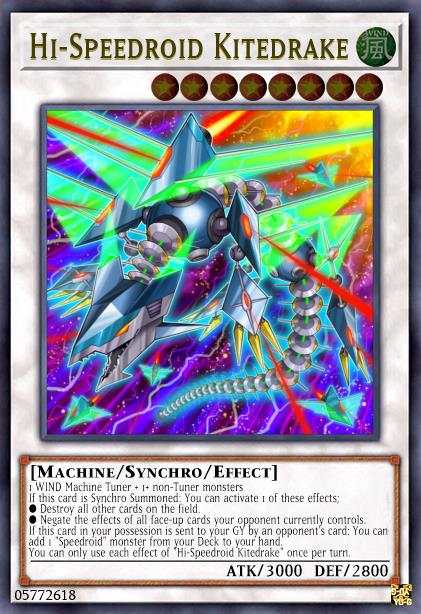 Hi-Speedroid Kitedrake
WIND
風
[Machine/Synchro/Effect]
1 WIND Machine Tuner + 1+ non-Tuner monsters
If this card is Synchro Summoned: You can activate 1 of these effects;
● Destroy all other cards on the field.
● Negate the effects of all face-up cards your opponent currently controls.
If this card in your possession is sent to your GY by an opponent's card: You can
add 1 "Speedroid" monster from your Deck to your hand.
You can only use each effect of "Hi-Speedroid Kitedrake" once per turn.
ATK/3000 DEF/2800
05772618